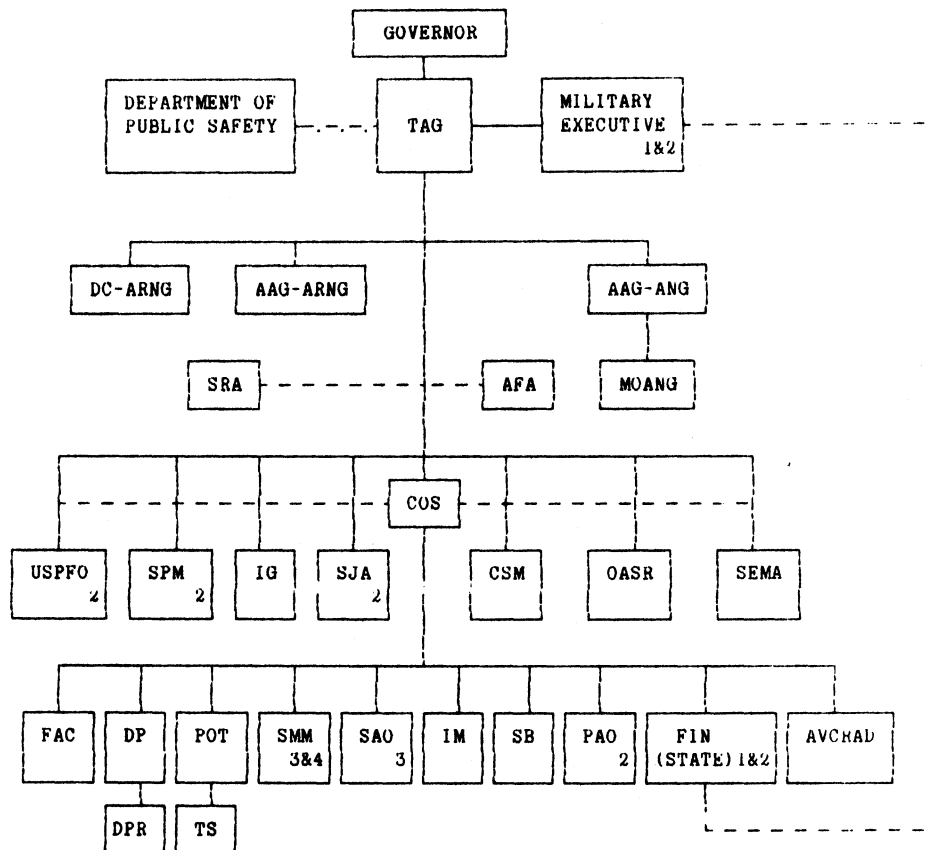 GOVERNOR
DEPARTMENT OF
PUBLIC SAFETY
TAG
MILITARY
EXECUTIVE
1&2
DC-ARNG
AAG-ARNG
AAG-ANG
SRA
AFA
MOANG
COS
USPFO
2
SPM
2
IG
SJA
2
CSM
OASR
SEMA
FAC
DP
POT
SMM
3&4
SAO
3
IM
SB
PAO
2
FIN
(STATE) 1&2
AVCRAD
DPR
TS